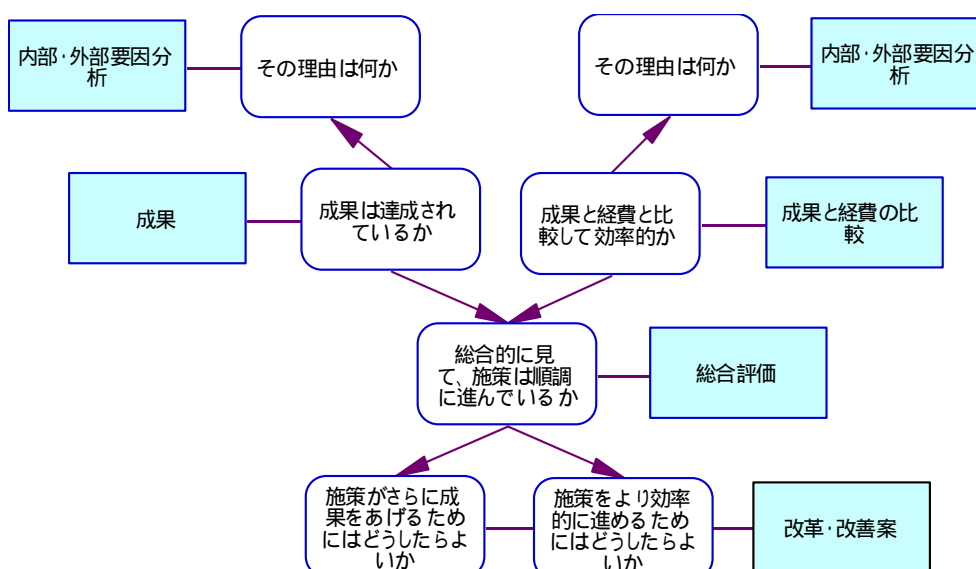 内部・外部要因分
析
その理由は何か
その理由は何か
内部・外部要因分
析
成果
成果は達成され
ているか
成果と経費と比
較して効率的か
成果と経費の比
較
総合的に見
て、施策は順調
に進んでいるか
総合評価
施策がさらに成
果をあげるため
にはどうしたらよ
いか
施策をより効率
的に進めるため
にはどうしたらよ
いか
改革・改善案